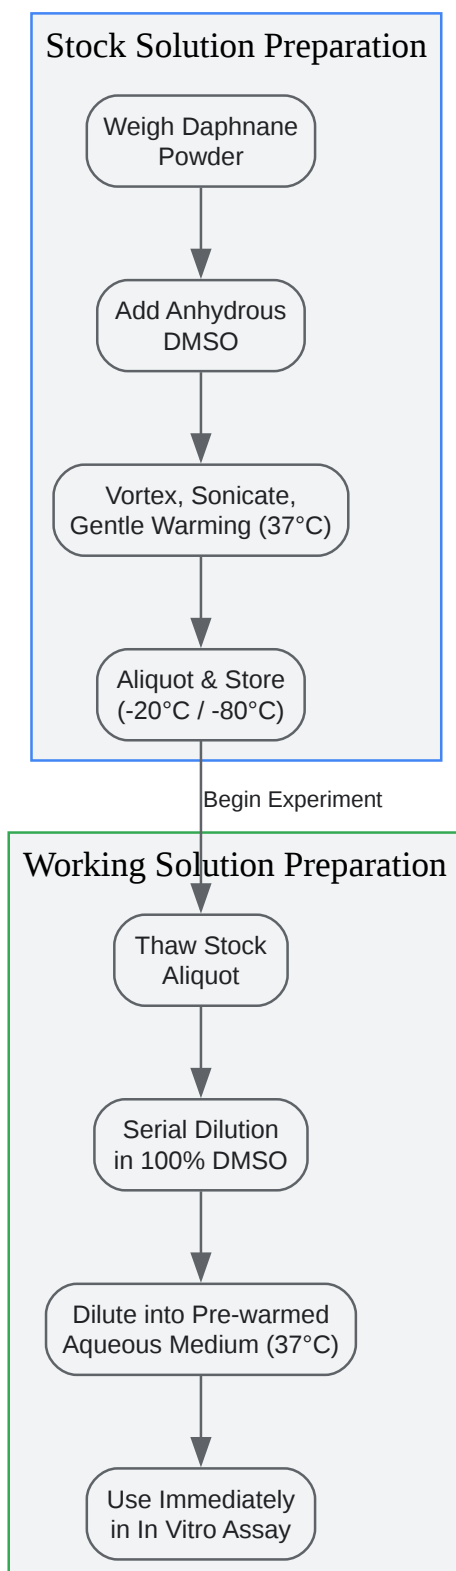 Stock Solution Preparation
Weigh Daphnane
Powder
Add Anhydrous
DMSO
Vortex, Sonicate,
Gentle Warming (37°C)
Aliquot & Store
(-20°C / -80°C)
Begin Experiment
Working Solution Preparation
Thaw Stock
Aliquot
Serial Dilution
in 100% DMSO
Dilute into Pre-warmed
Aqueous Medium (37°C)
Use Immediately
in In Vitro Assay